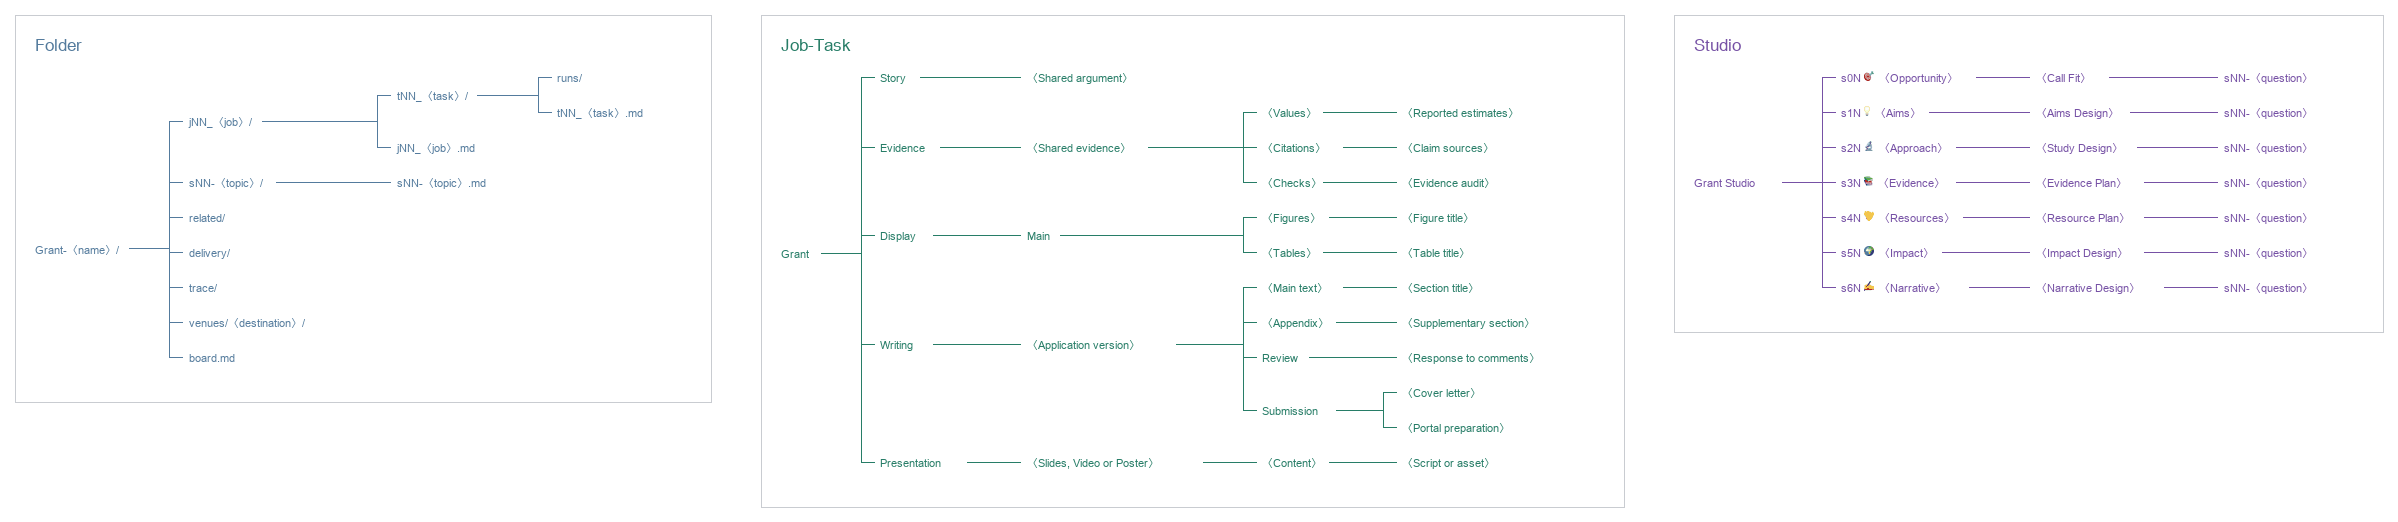 Folder
Grant-〈name〉/
jNN_〈job〉/
tNN_〈task〉/
runs/
tNN_〈task〉.md
jNN_〈job〉.md
sNN-〈topic〉/
sNN-〈topic〉.md
related/
delivery/
trace/
venues/〈destination〉/
board.md
Job-Task
Grant
Story
〈Shared argument〉
Evidence
〈Shared evidence〉
〈Values〉
〈Reported estimates〉
〈Citations〉
〈Claim sources〉
〈Checks〉
〈Evidence audit〉
Display
Main
〈Figures〉
〈Figure title〉
〈Tables〉
〈Table title〉
Writing
〈Application version〉
〈Main text〉
〈Section title〉
〈Appendix〉
〈Supplementary section〉
Review
〈Response to comments〉
Submission
〈Cover letter〉
〈Portal preparation〉
Presentation
〈Slides, Video or Poster〉
〈Content〉
〈Script or asset〉
Studio
Grant Studio
s0N 🎯 〈Opportunity〉
〈Call Fit〉
sNN-〈question〉
s1N 💡 〈Aims〉
〈Aims Design〉
sNN-〈question〉
s2N 🔬 〈Approach〉
〈Study Design〉
sNN-〈question〉
s3N 📚 〈Evidence〉
〈Evidence Plan〉
sNN-〈question〉
s4N 🤝 〈Resources〉
〈Resource Plan〉
sNN-〈question〉
s5N 🌍 〈Impact〉
〈Impact Design〉
sNN-〈question〉
s6N ✍️ 〈Narrative〉
〈Narrative Design〉
sNN-〈question〉